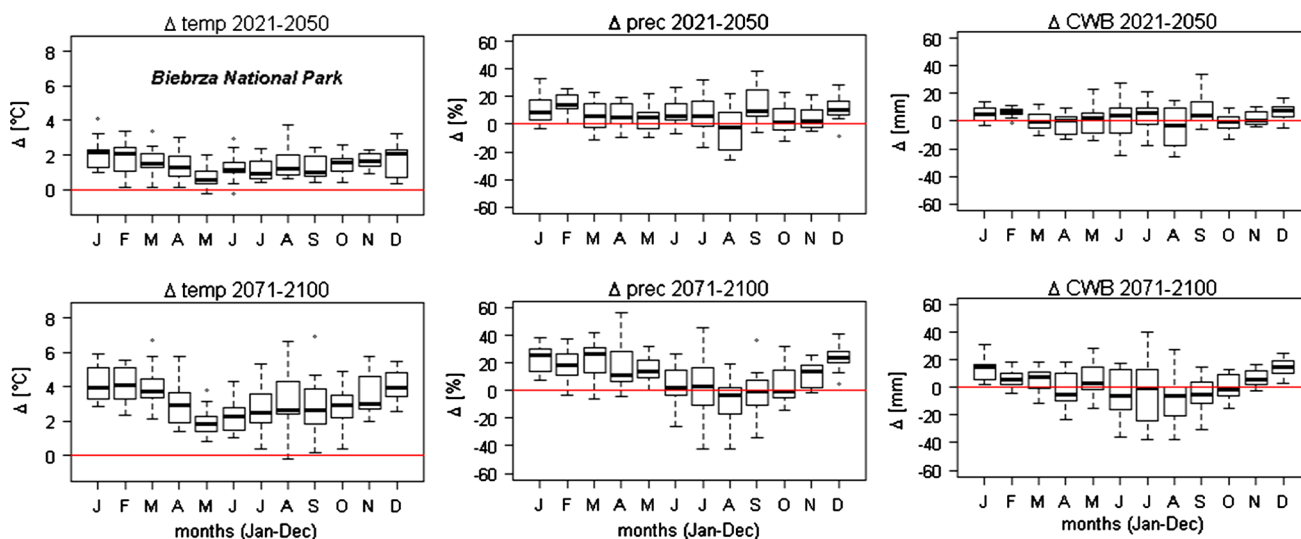 Δ temp 2021-2050
Δ [°C]
8
6
4
2
0
Biebrza National Park
J F M A M J J A S O N D
Δ prec 2021-2050
Δ [%]
60
40
20
0
-20
-40
-60
J F M A M J J A S O N D
Δ CWB 2021-2050
Δ [mm]
60
40
20
0
-20
-40
-60
J F M A M J J A S O N D
Δ temp 2071-2100
Δ [°C]
8
6
4
2
0
J F M A M J J A S O N D
months (Jan-Dec)
Δ prec 2071-2100
Δ [%]
60
40
20
0
-20
-40
-60
J F M A M J J A S O N D
months (Jan-Dec)
Δ CWB 2071-2100
Δ [mm]
60
40
20
0
-20
-40
-60
J F M A M J J A S O N D
months (Jan-Dec)